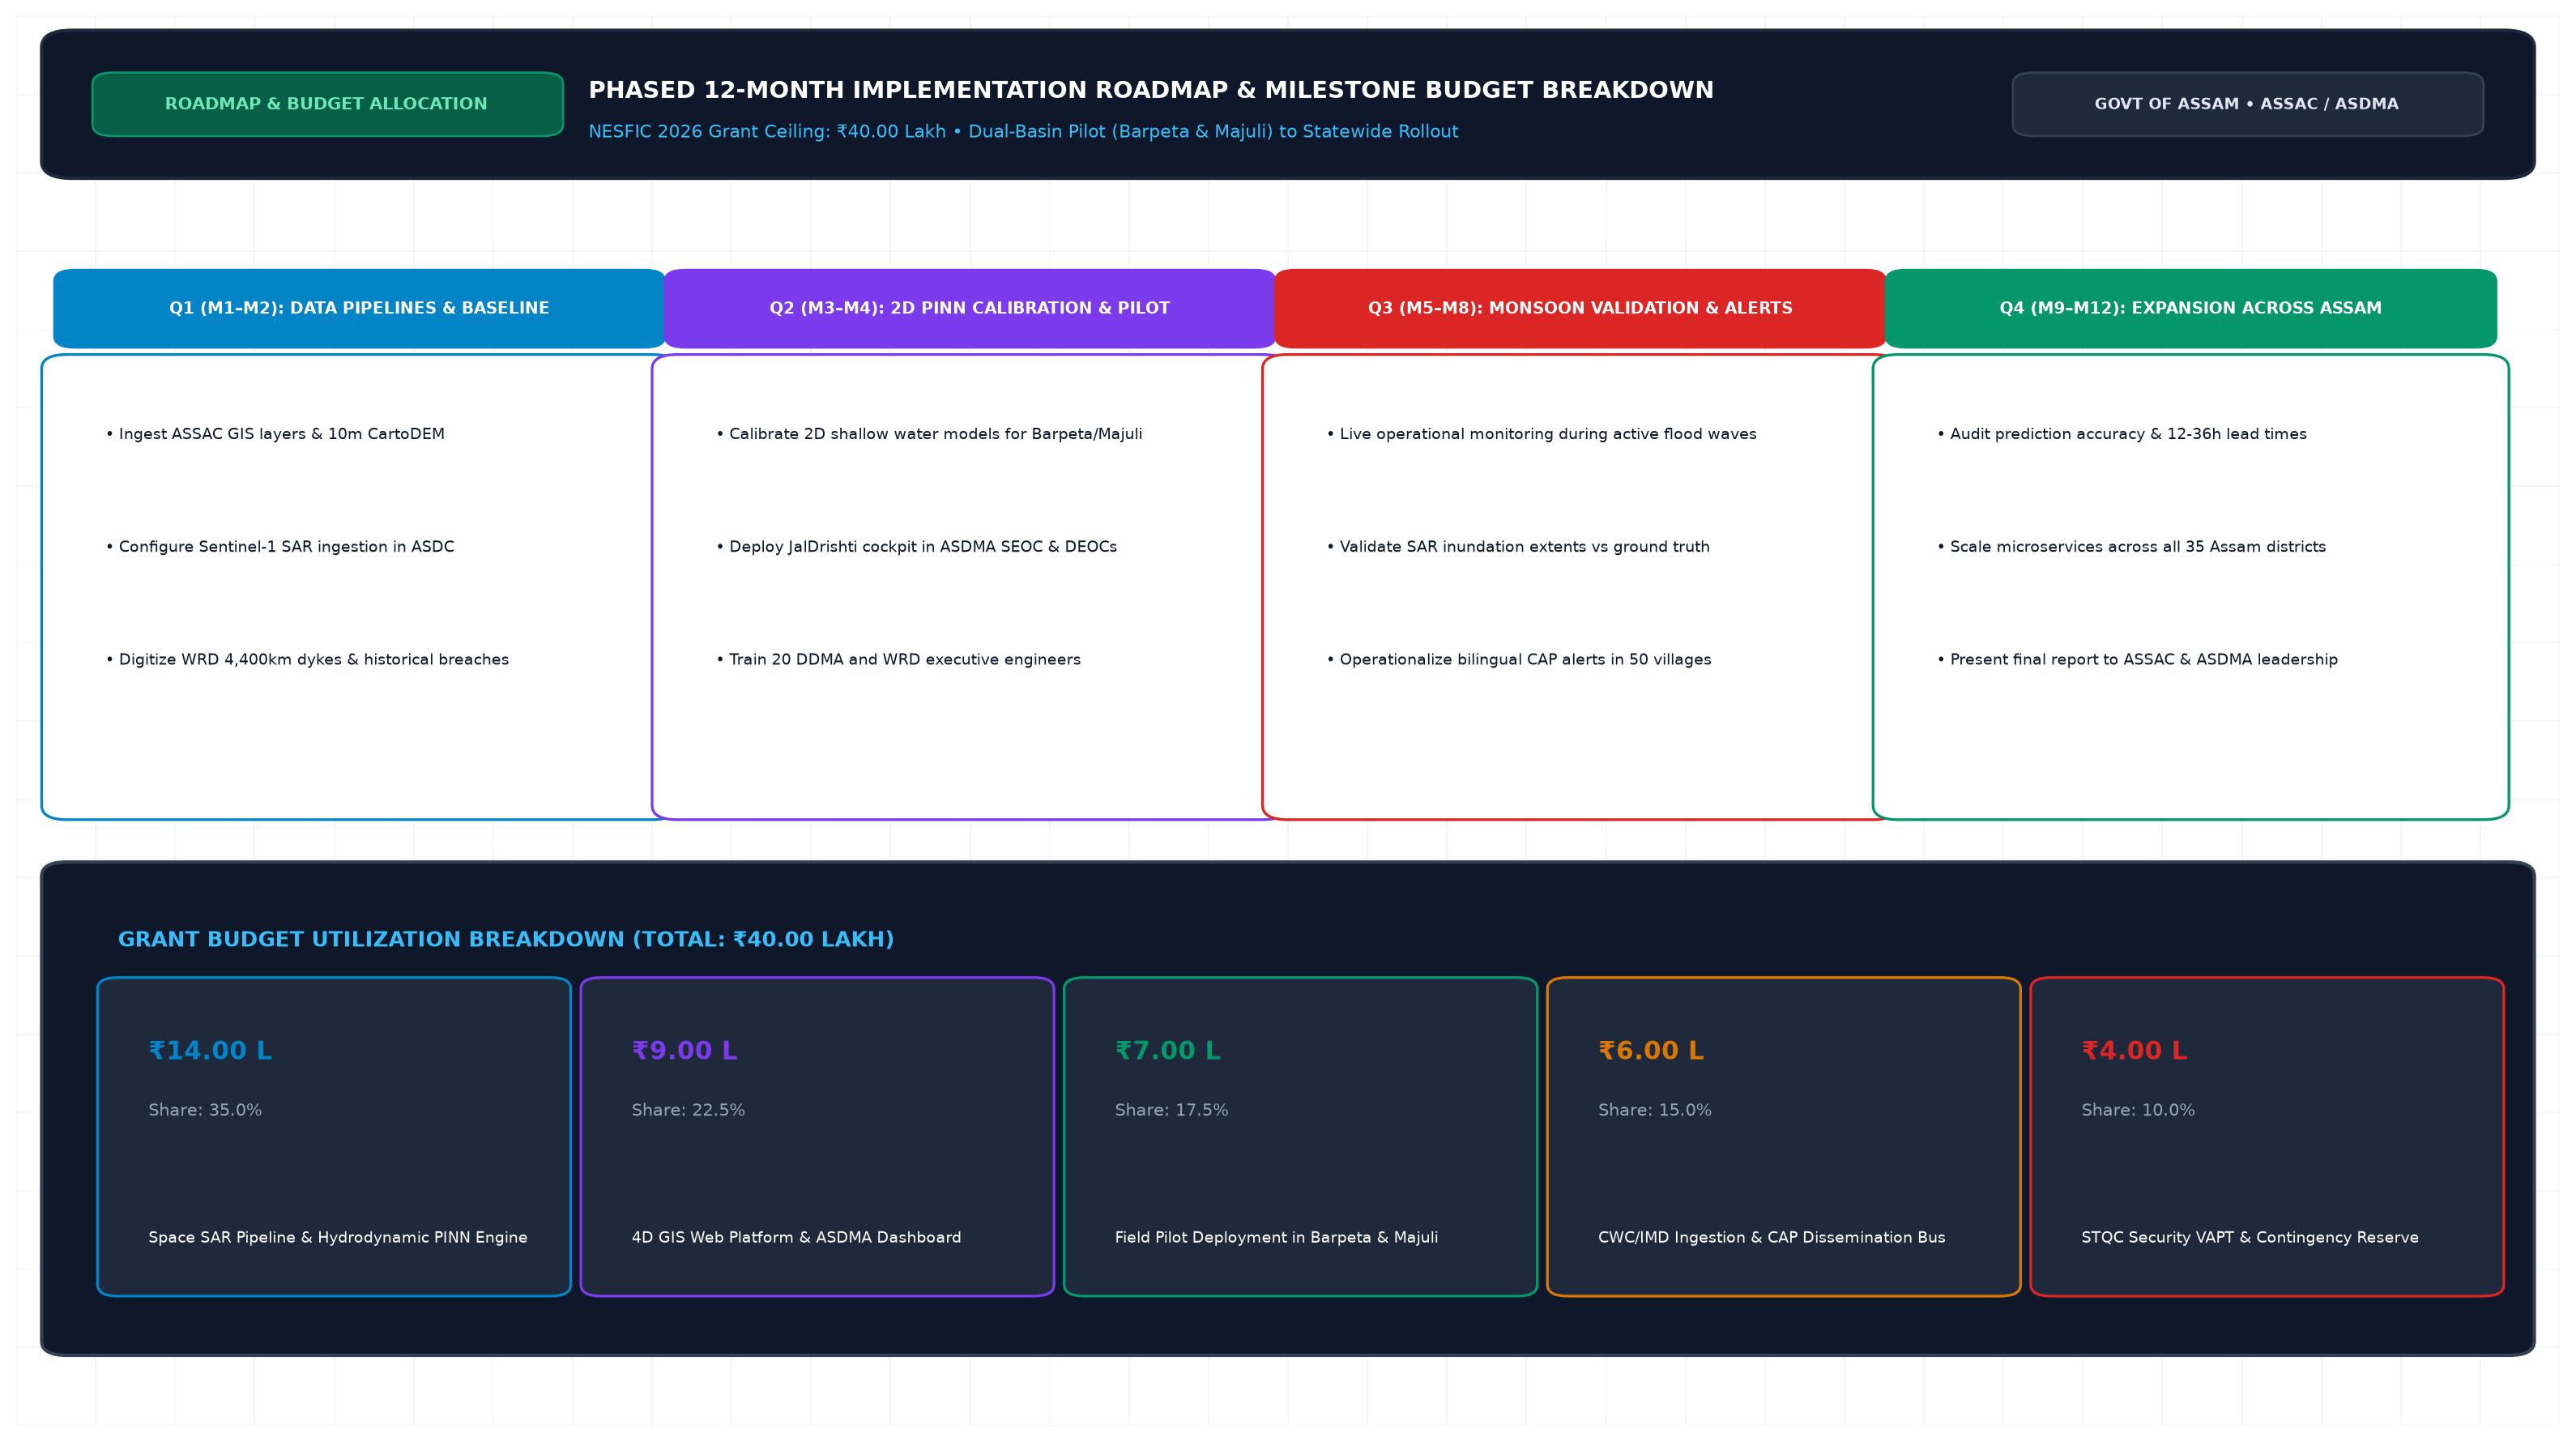 ROADMAP & BUDGET ALLOCATION
PHASED 12-MONTH IMPLEMENTATION ROADMAP & MILESTONE BUDGET BREAKDOWN
NESFIC 2026 Grant Ceiling: ₹40.00 Lakh • Dual-Basin Pilot (Barpeta & Majuli) to Statewide Rollout
GOVT OF ASSAM • ASSAC / ASDMA
Q1 (M1–M2): DATA PIPELINES & BASELINE
• Ingest ASSAC GIS layers & 10m CartoDEM
• Configure Sentinel-1 SAR ingestion in ASDC
• Digitize WRD 4,400km dykes & historical breaches
Q2 (M3–M4): 2D PINN CALIBRATION & PILOT
• Calibrate 2D shallow water models for Barpeta/Majuli
• Deploy JalDrishti cockpit in ASDMA SEOC & DEOCs
• Train 20 DDMA and WRD executive engineers
Q3 (M5–M8): MONSOON VALIDATION & ALERTS
• Live operational monitoring during active flood waves
• Validate SAR inundation extents vs ground truth
• Operationalize bilingual CAP alerts in 50 villages
Q4 (M9–M12): EXPANSION ACROSS ASSAM
• Audit prediction accuracy & 12-36h lead times
• Scale microservices across all 35 Assam districts
• Present final report to ASSAC & ASDMA leadership
GRANT BUDGET UTILIZATION BREAKDOWN (TOTAL: ₹40.00 LAKH)
₹14.00 L
Share: 35.0%
Space SAR Pipeline & Hydrodynamic PINN Engine
₹9.00 L
Share: 22.5%
4D GIS Web Platform & ASDMA Dashboard
₹7.00 L
Share: 17.5%
Field Pilot Deployment in Barpeta & Majuli
₹6.00 L
Share: 15.0%
CWC/IMD Ingestion & CAP Dissemination Bus
₹4.00 L
Share: 10.0%
STQC Security VAPT & Contingency Reserve